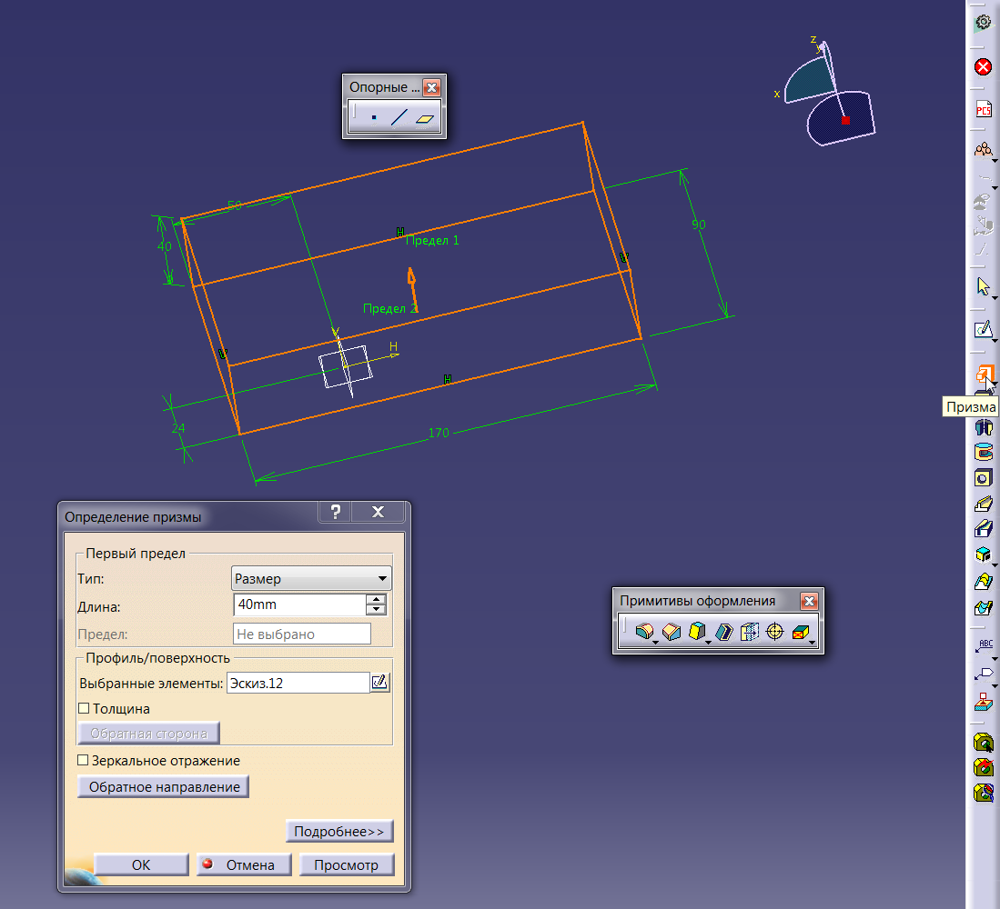 z
y
x
Опорные ...
PCS
50
40
H
Предел 1
90
V
Предел 2
V
H
V
H
24
170
Призма
ABC
Определение призмы
?
Первый предел
Тип:
Размер
Длина:
40mm
Предел:
Не выбрано
Профиль/поверхность
Выбранные элементы:
Эскиз.12
Толщина
Обратная сторона
Зеркальное отражение
Обратное направление
Подробнее>>
OK
Отмена
Просмотр
Примитивы оформления